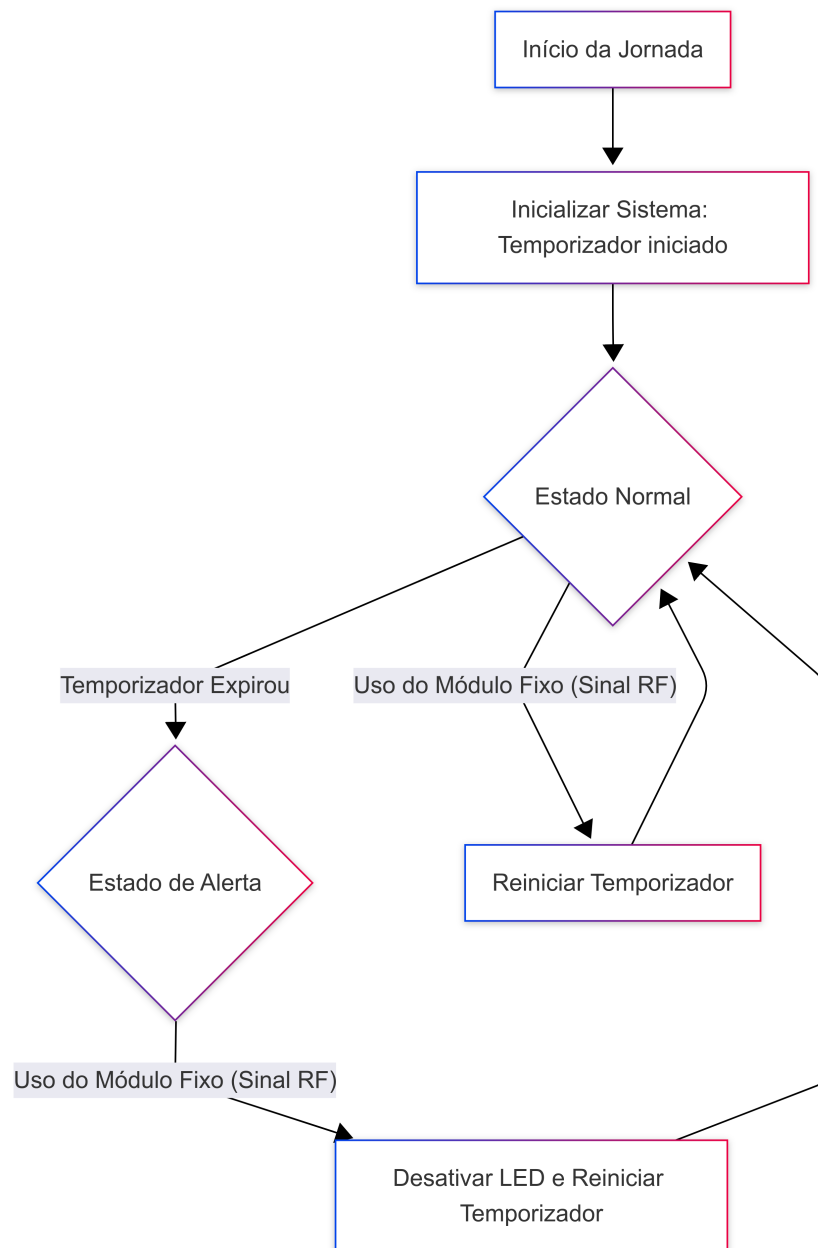 Início da Jornada
Inicializar Sistema:
Temporizador iniciado
Estado Normal
Temporizador Expirou
Uso do Módulo Fixo (Sinal RF)
Estado de Alerta
Reiniciar Temporizador
Uso do Módulo Fixo (Sinal RF)
Desativar LED e Reiniciar
Temporizador